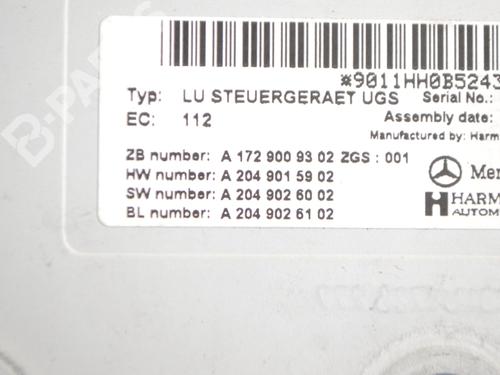 B-PARTS
*9011HH0B5243
Typ: LU STEUERGERAET UGS Serial No.:
EC: 112 Assembly date:
Manufactured by: Harm
ZB number: A 172 900 93 02 ZGS : 001
HW number: A 204 901 59 02 Mer
SW number: A 204 902 60 02
BL number: A 204 902 61 02 HARM
AUTOM